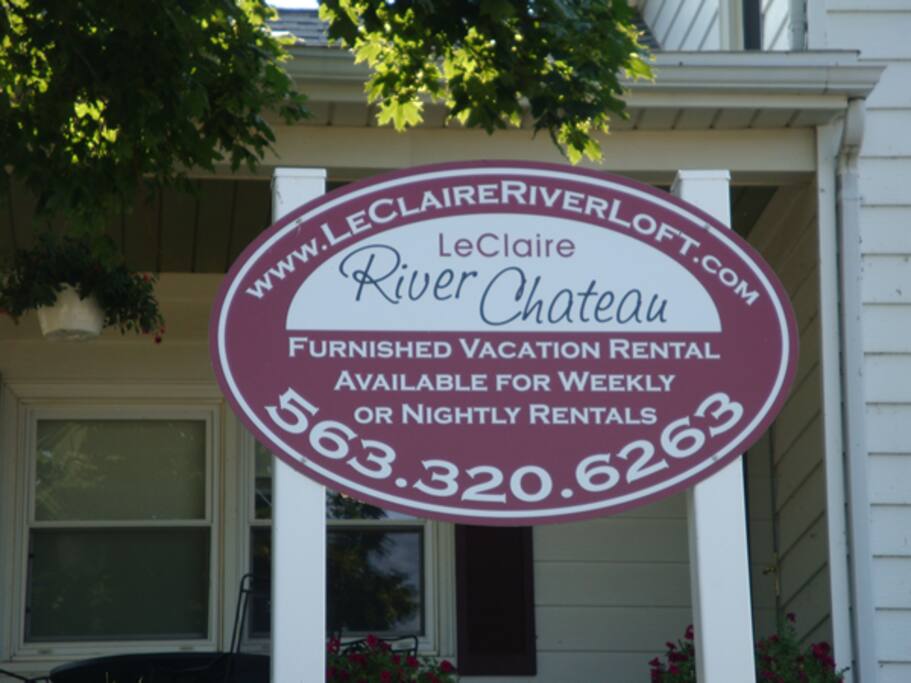 www.LeClaireRiverLoft.com
LeClaire
River Chateau
Furnished Vacation Rental
Available for Weekly
or Nightly Rentals
563.320.6263